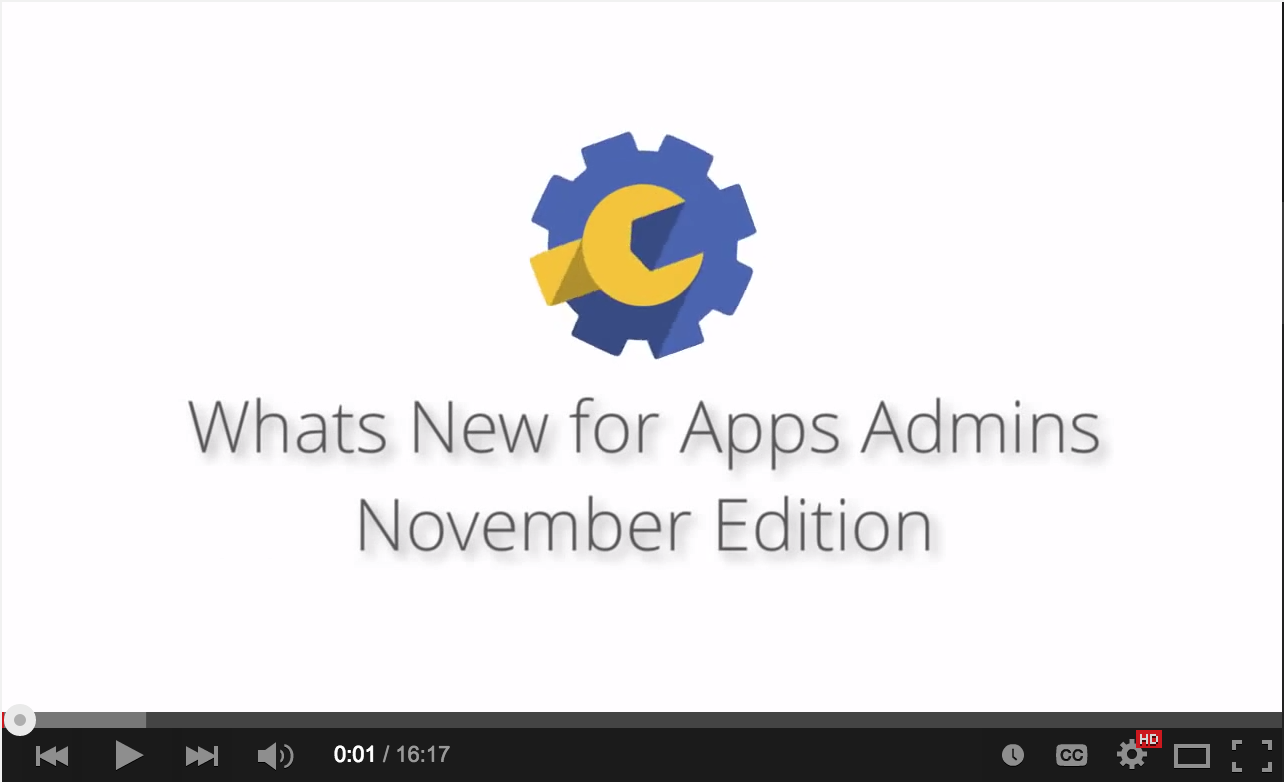 Whats New for Apps Admins
November Edition
0:01 / 16:17
CC
HD